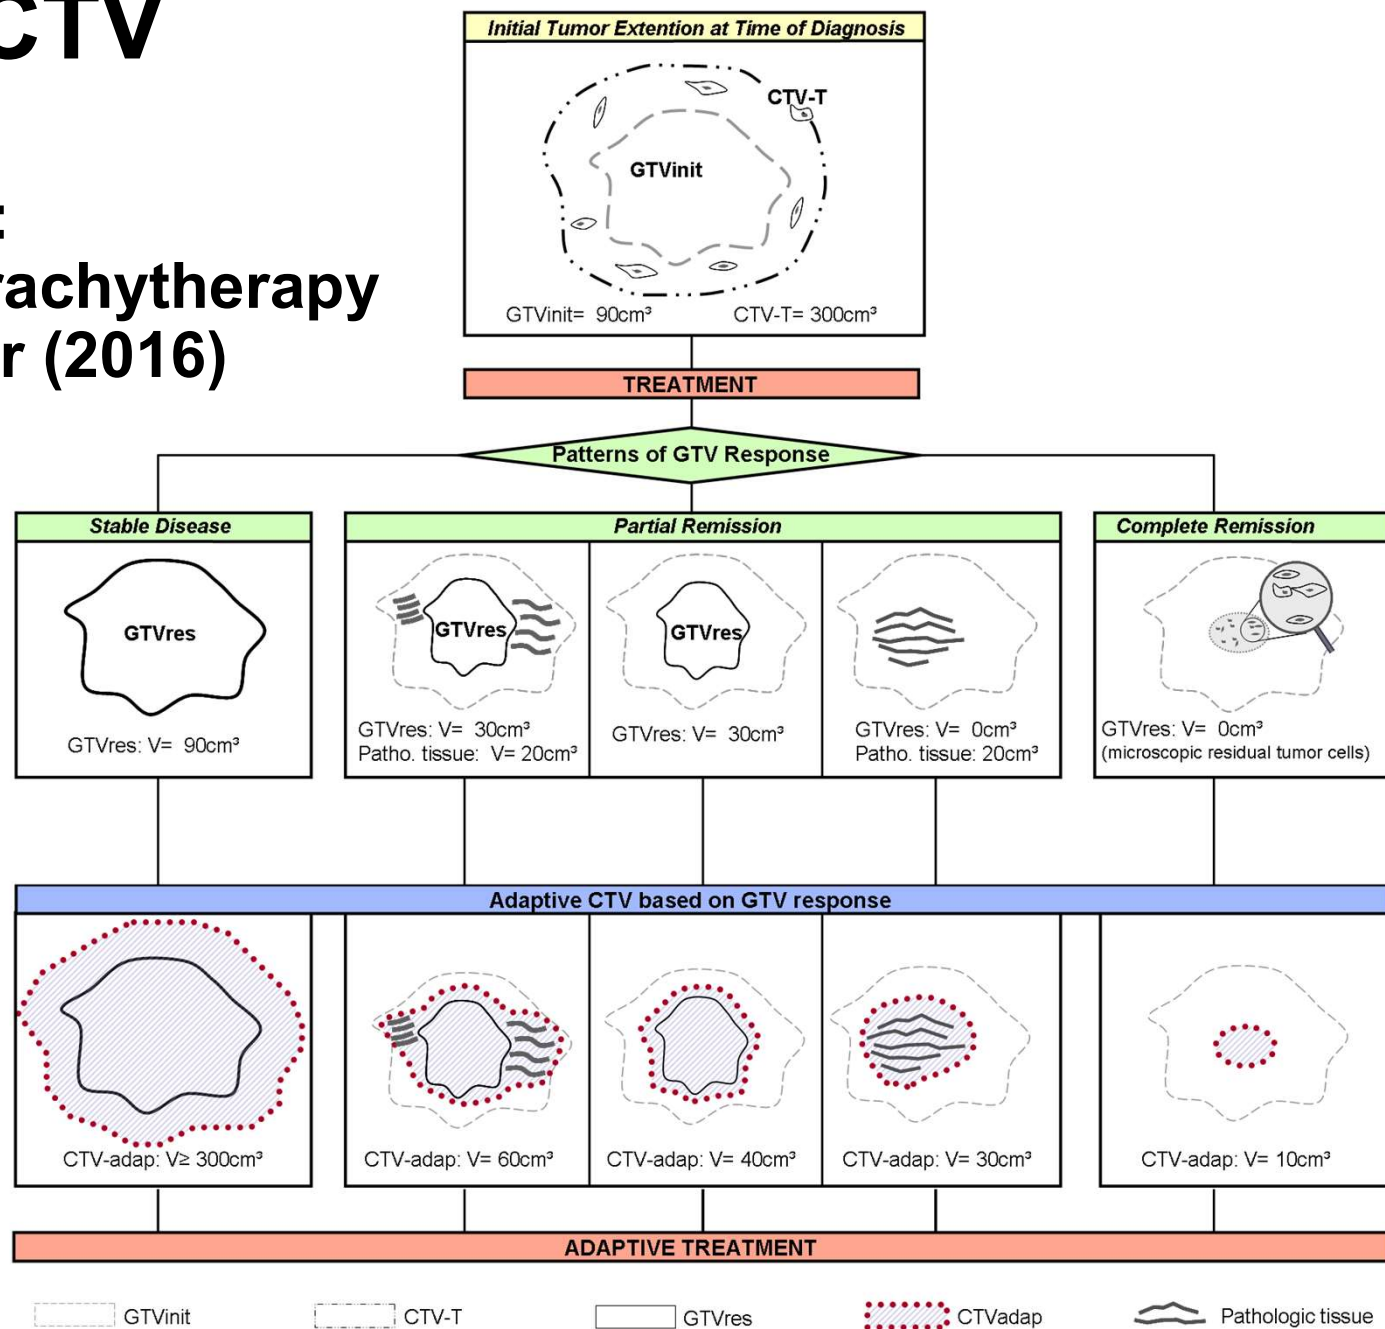 CTV
Initial Tumor Extention at Time of Diagnosis
CTV-T
GTVinit
GTVinit= 90cm³ CTV-T= 300cm³
:
rachytherapy
r (2016)
TREATMENT
Patterns of GTV Response
Stable Disease
GTVres
GTVres: V= 90cm³
Partial Remission
GTVres
GTVres: V= 30cm³
Patho. tissue: V= 20cm³
GTVres
GTVres: V= 30cm³
GTVres: V= 0cm³
Patho. tissue: 20cm³
Complete Remission
GTVres: V= 0cm³
(microscopic residual tumor cells)
Adaptive CTV based on GTV response
CTV-adap: V≥ 300cm³
CTV-adap: V= 60cm³
CTV-adap: V= 40cm³
CTV-adap: V= 30cm³
CTV-adap: V= 10cm³
ADAPTIVE TREATMENT
GTVinit
CTV-T
GTVres
CTVadap
Pathologic tissue